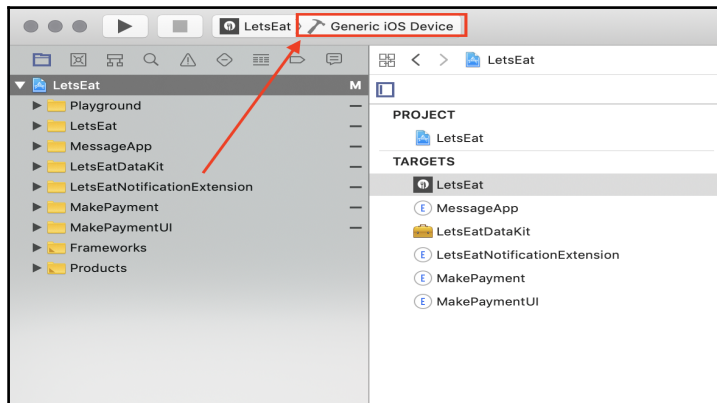 LetsEat Generic iOS Device
LetsEat
LetsEat M
PROJECT
Playground
LetsEat
LetsEat
TARGETS
MessageApp
LetsEat
LetsEatDataKit
MessageApp
LetsEatNotificationExtension
LetsEatDataKit
MakePayment
LetsEatNotificationExtension
MakePaymentUI
MakePayment
Frameworks
MakePaymentUI
Products